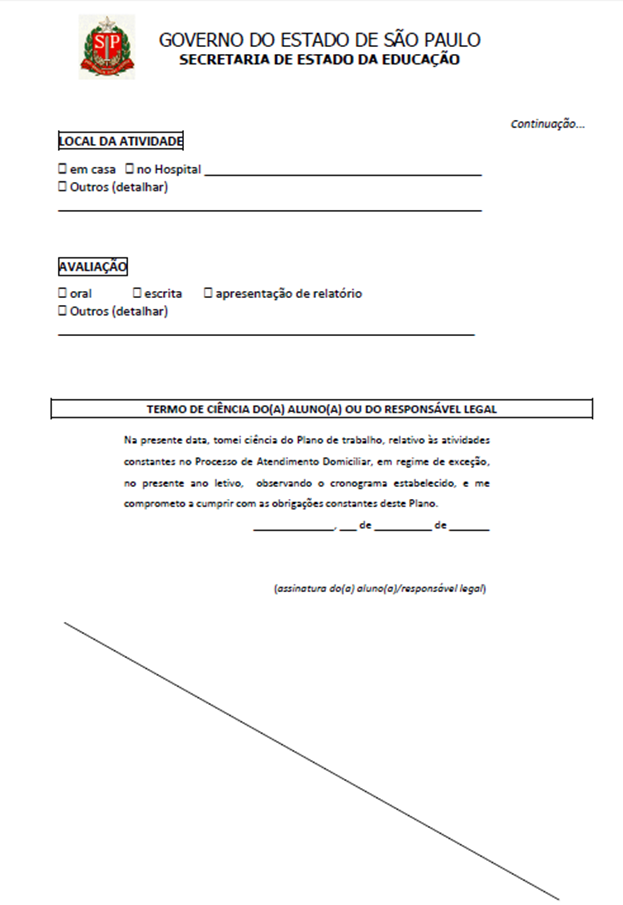 SP
GOVERNO DO ESTADO DE SÃO PAULO
SECRETARIA DE ESTADO DA EDUCAÇÃO
Continuação...
LOCAL DA ATIVIDADE
☐ em casa ☐ no Hospital ______________________________
☐ Outros (detalhar)
______________________________
AVALIAÇÃO
☐ oral ☐ escrita ☐ apresentação de relatório
☐ Outros (detalhar)
______________________________
TERMO DE CIÊNCIA DO(A) ALUNO(A) OU DO RESPONSÁVEL LEGAL
Na presente data, tomei ciência do Plano de trabalho, relativo às atividades
constantes no Processo de Atendimento Domiciliar, em regime de exceção,
no presente ano letivo, observando o cronograma estabelecido, e me
comprometo a cumprir com as obrigações constantes deste Plano.
______________, ___ de __________ de _______
(assinatura do(a) aluno(a)/responsável legal)